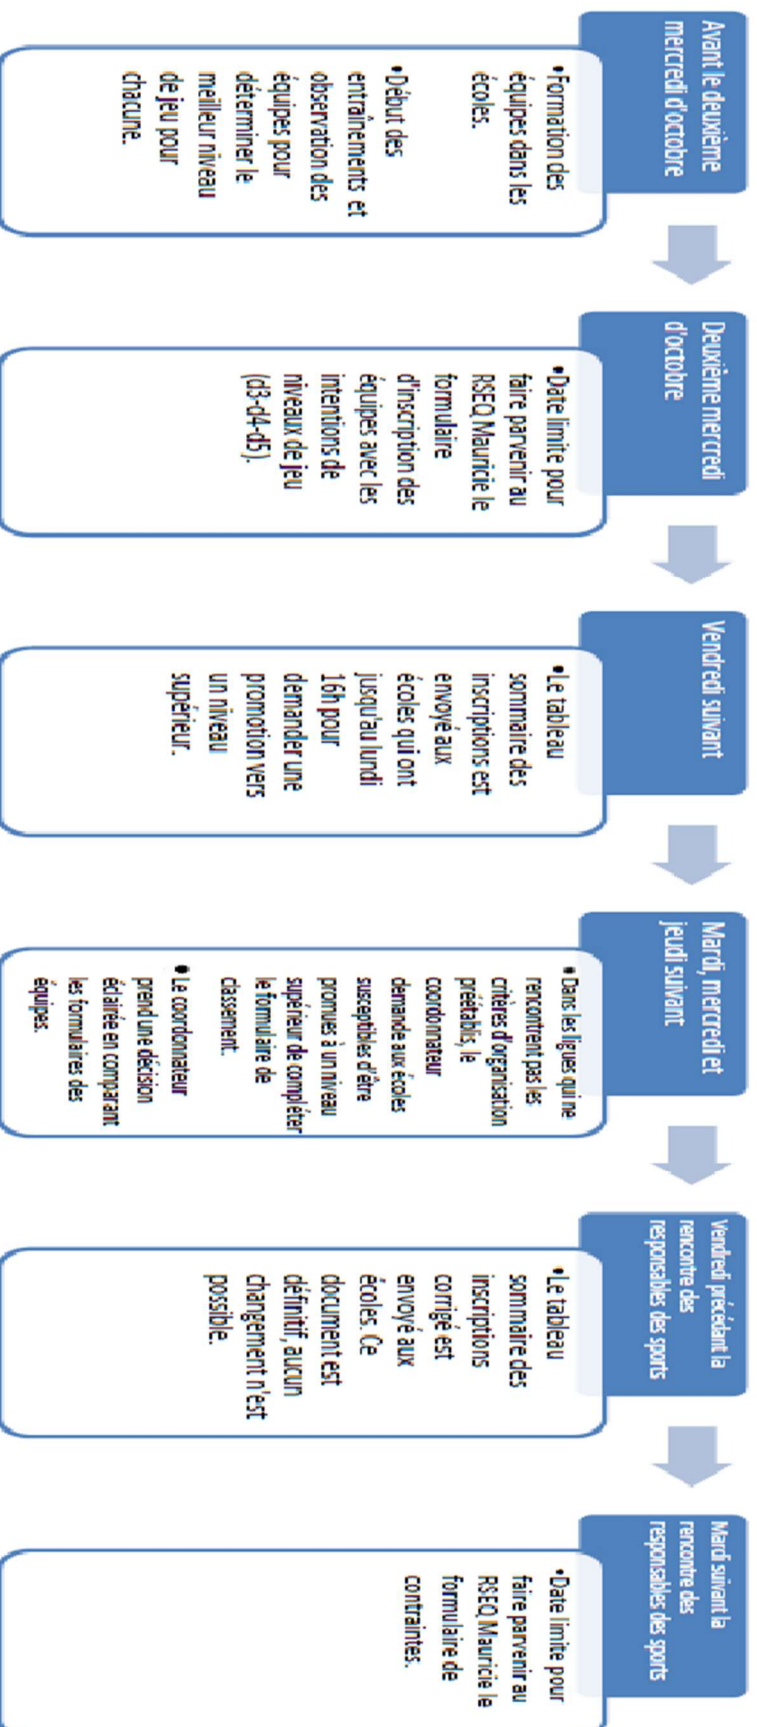 Avant le deuxième
mercredi d'octobre
•Formation des
équipes dans les
écoles.
•Début des
entraînements et
observation des
équipes pour
déterminer le
meilleur niveau
de jeu pour
chacune.
Deuxième mercredi
d'octobre
•Date limite pour
faire parvenir au
RSEQ Mauricie le
formulaire
d'inscription des
équipes avec les
intentions de
niveaux de jeu
(d3-d4-d5).
Vendredi suivant
•Le tableau
sommaire des
inscriptions est
envoyé aux
écoles qui ont
jusqu'au lundi
16h pour
demander une
promotion vers
un niveau
supérieur.
Mardi, mercredi et
jeudi suivant
• Dans les ligues qui ne
rencontrent pas les
critères d'organisation
préétablis, le
coordonnateur
demande aux écoles
susceptibles d'être
promues à un niveau
supérieur de compléter
le formulaire de
classement.
• Le coordonnateur
prend une décision
éclairée en comparant
les formulaires des
équipes.
Vendredi précédant la
rencontre des
responsables des sports
•Le tableau
sommaire des
inscriptions
corrigé est
envoyé aux
écoles. Ce
document est
définitif, aucun
changement n'est
possible.
Mardi suivant la
rencontre des
responsables des sports
•Date limite pour
faire parvenir au
RSEQ Mauricie le
formulaire de
contraintes.